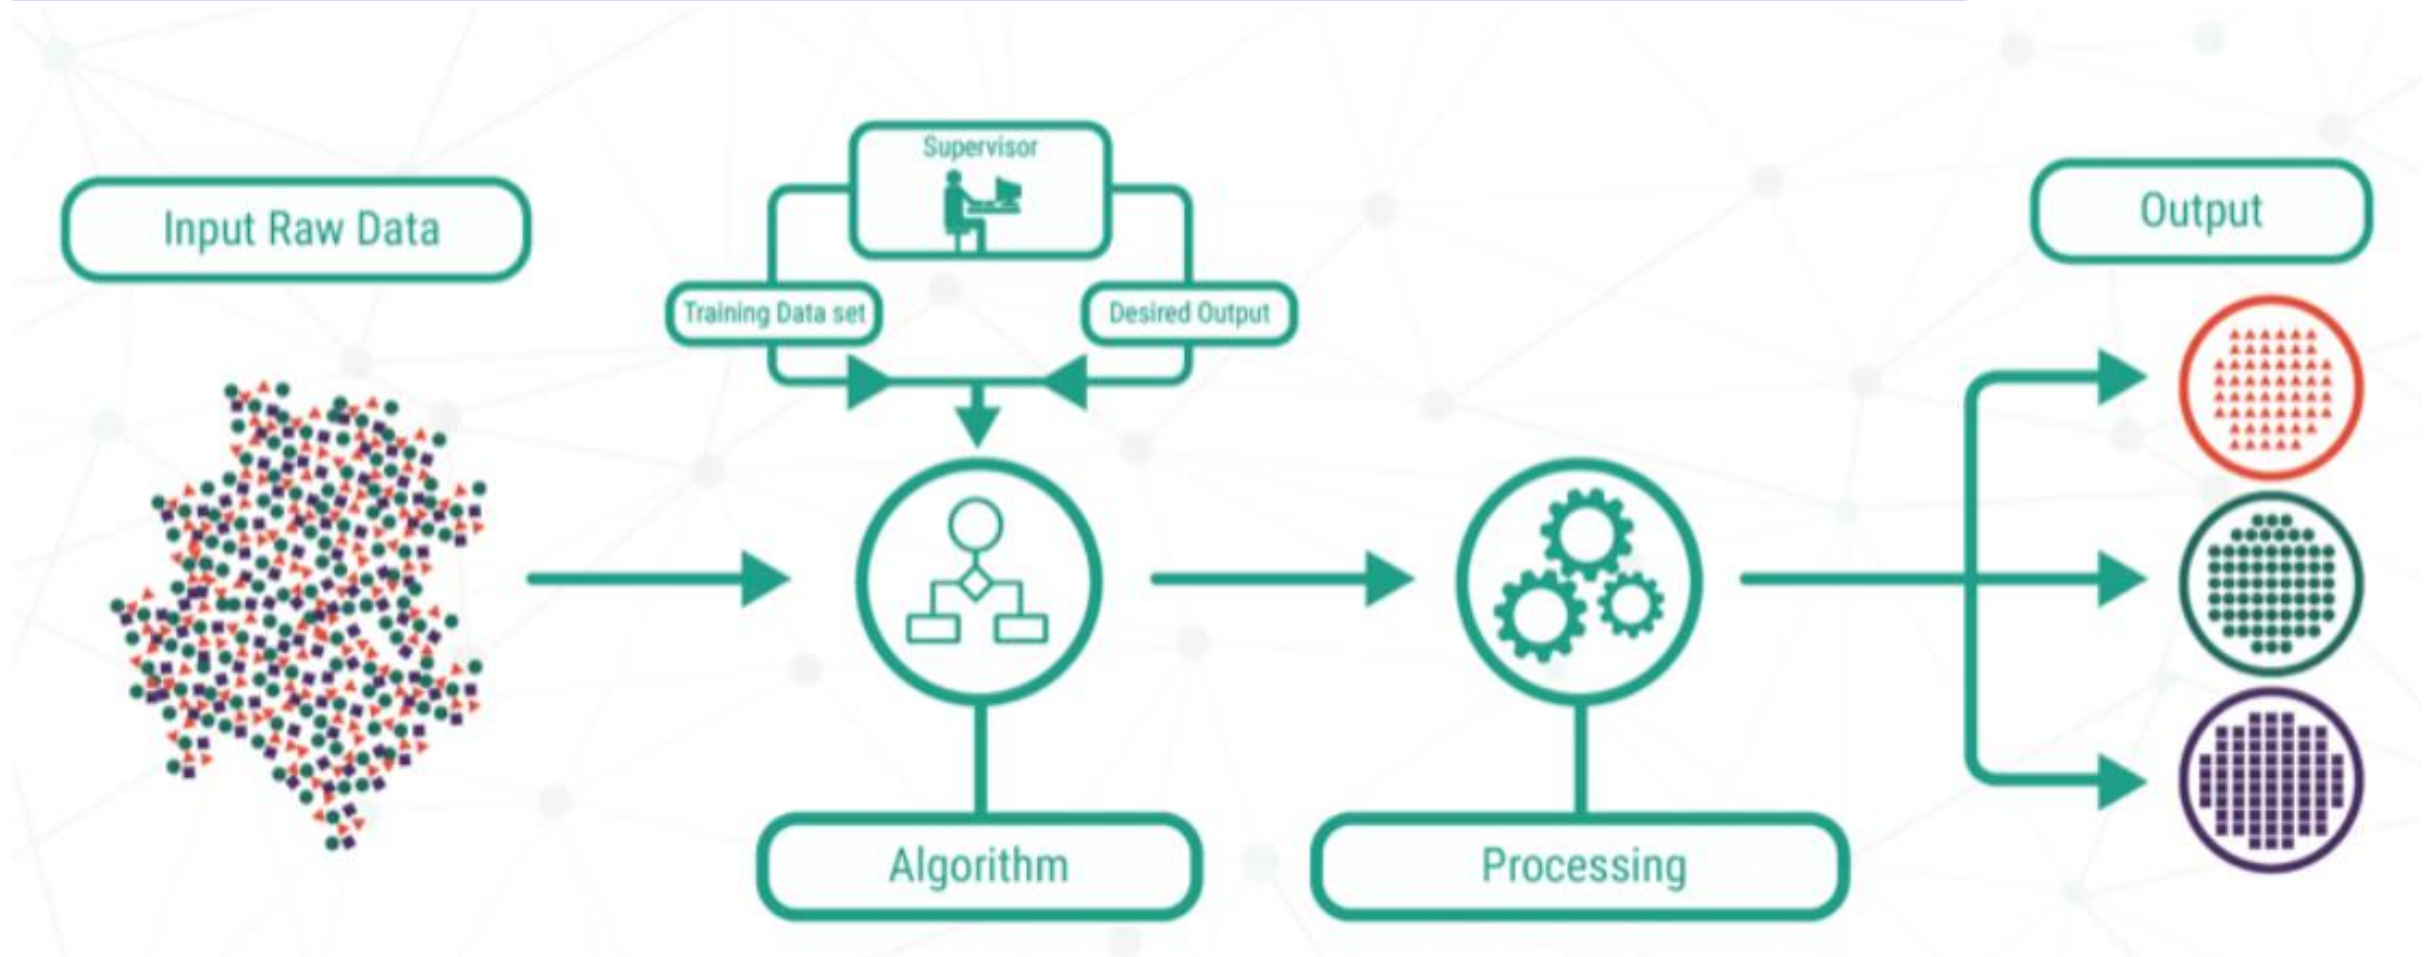 Input Raw Data
Supervisor
Training Data set
Desired Output
Algorithm
Processing
Output